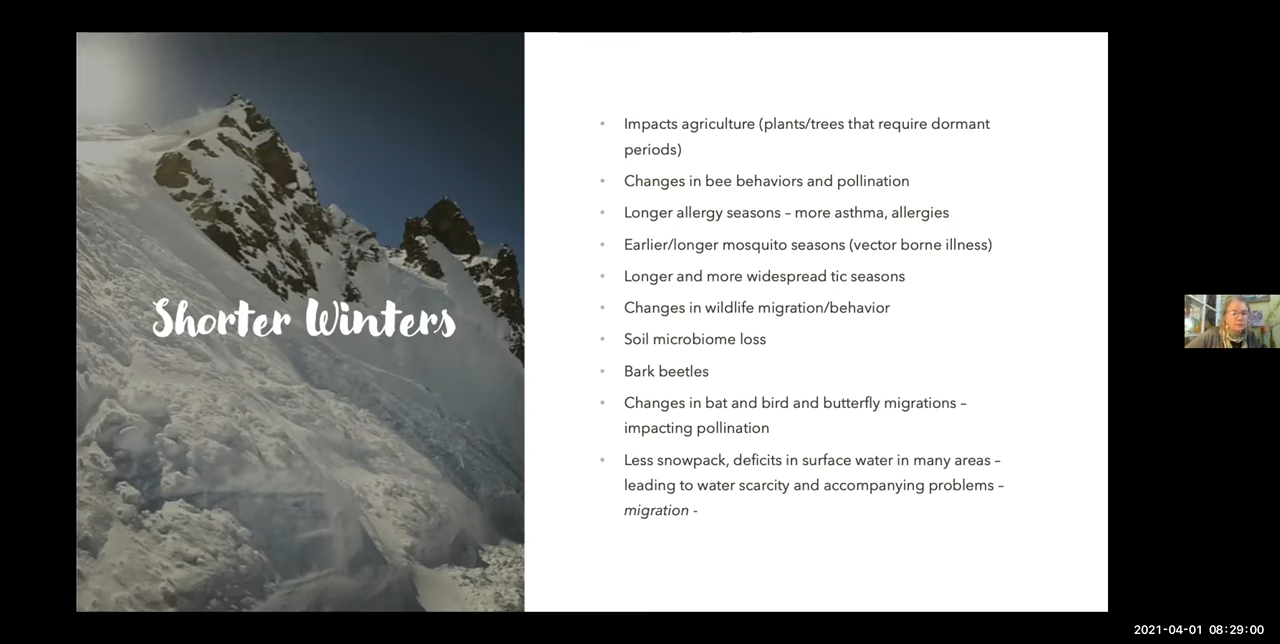 Shorter Winters
• Impacts agriculture (plants/trees that require dormant
periods)
• Changes in bee behaviors and pollination
• Longer allergy seasons – more asthma, allergies
• Earlier/longer mosquito seasons (vector borne illness)
• Longer and more widespread tic seasons
• Changes in wildlife migration/behavior
• Soil microbiome loss
• Bark beetles
• Changes in bat and bird and butterfly migrations –
impacting pollination
• Less snowpack, deficits in surface water in many areas –
leading to water scarcity and accompanying problems –
migration -
2021-04-01 08:29:00